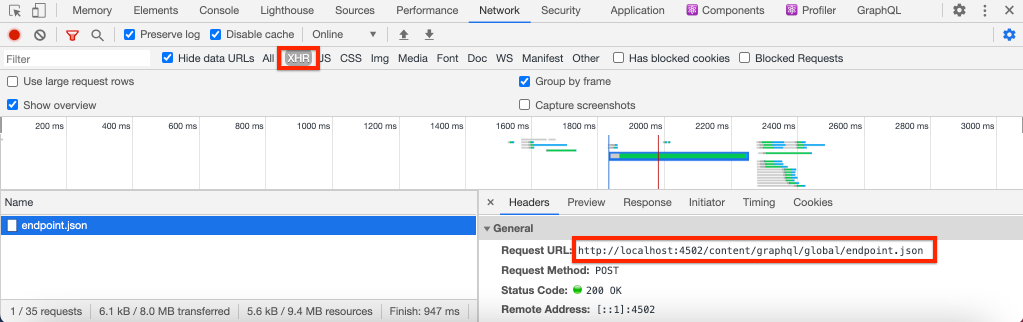 Memory Elements Console Lighthouse Sources Performance Network Security Application Components Profiler GraphQL
Preserve log Disable cache Online
Filter Hide data URLs All XHR JS CSS Img Media Font Doc WS Manifest Other Has blocked cookies Blocked Requests
Use large request rows Group by frame
Show overview Capture screenshots
200 ms 400 ms 600 ms 800 ms 1000 ms 1200 ms 1400 ms 1600 ms 1800 ms 2000 ms 2200 ms 2400 ms 2600 ms 2800 ms 3000 ms
Name × Headers Preview Response Initiator Timing Cookies
endpoint.json
General
Request URL: http://localhost:4502/content/graphql/global/endpoint.json
Request Method: POST
Status Code: 200 OK
Remote Address: [::1]:4502
1 / 35 requests 6.1 kB / 8.0 MB transferred 5.6 kB / 9.4 MB resources Finish: 947 ms